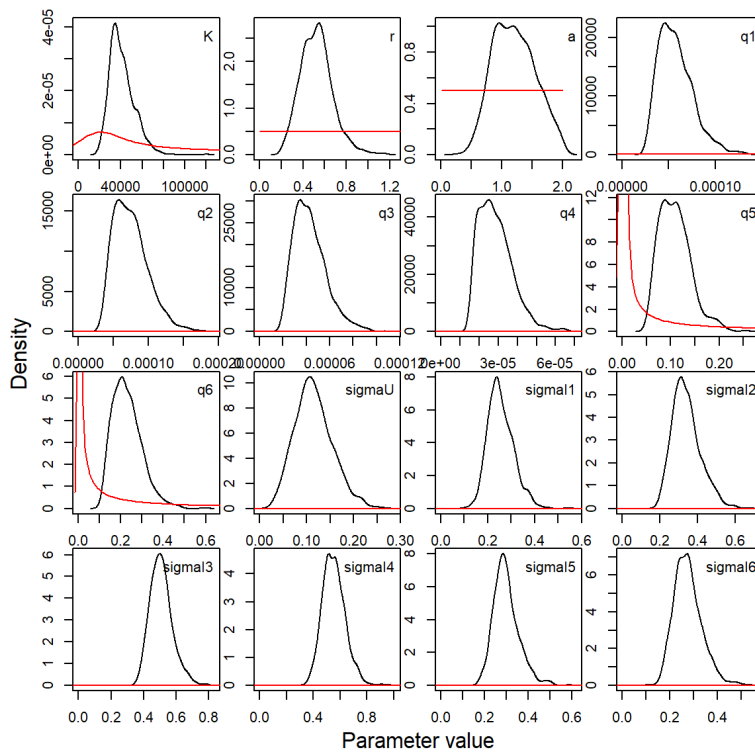 K
r
a
q1
0e+00 2e-05 4e-05
0.0 1.0 2.0
0.0 0.4 0.8
0 10000 20000
0 40000 100000
0.0 0.4 0.8 1.2
0.0 1.0 2.0
0.00000 0.00010
q2
q3
q4
q5
0 5000 15000
0 5000 15000 25000
0 20000 40000
0 2 4 6 8 10 12
0.00000 0.00010 0.00020
0.00000 0.00006 0.00012
0e+00 3e-05 6e-05
0.00 0.10 0.20
q6
sigmaU
sigmaI1
sigmaI2
0 1 2 3 4 5 6
0 2 4 6 8 10
0 2 4 6 8
0 1 2 3 4 5 6
0.2 0.4 0.6
0.00 0.10 0.20 0.30
0.0 0.2 0.4 0.6
0.0 0.2 0.4 0.6
sigmaI3
sigmaI4
sigmaI5
sigmaI6
0 1 2 3 4 5 6
0 1 2 3 4
0 2 4 6 8
0 1 2 3 4 5 6
0.0 0.2 0.4 0.6 0.8
0.0 0.4 0.8
0.0 0.2 0.4 0.6
0.0 0.2 0.4
Density
Parameter value